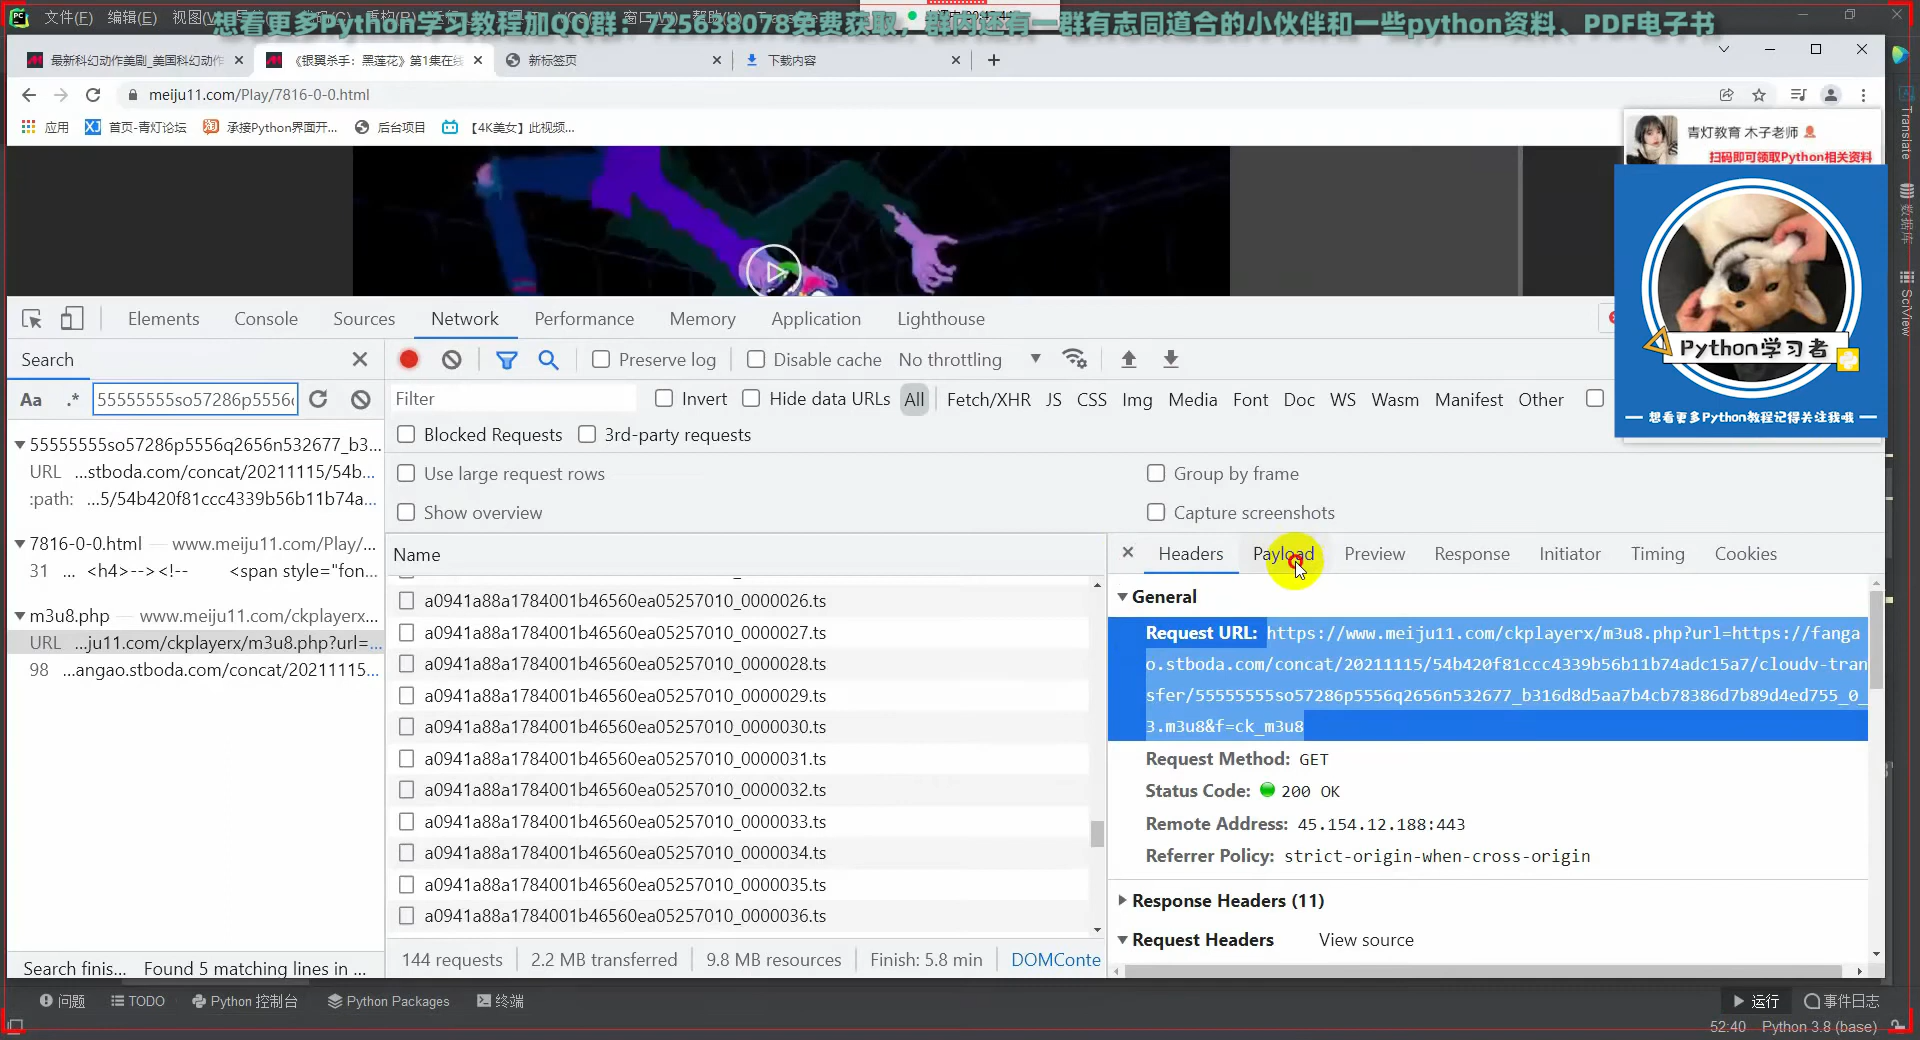 文件(F) 编辑(E)
想看更多Python学习教程加QQ群：725638078免费获取，群内还有一群有志同道合的小伙伴和一些python资料、PDF电子书
最新科幻动作美剧_美国科幻动作
《银翼杀手：黑莲花》第1集在线
新标签页
下载内容
meiju11.com/Play/7816-0-0.html
应用 首页-青灯论坛 承接Python界面开... 后台项目 【4K美女】此视频...
青灯教育 木子老师
扫码即可领取Python相关资料
Python学习者
想看更多Python教程记得关注我哦
Translate
数据库
SciView
Elements Console Sources Network Performance Memory Application Lighthouse
Search
Preserve log Disable cache No throttling
Aa .* 55555555so57286p5556q
Filter Invert Hide data URLs All Fetch/XHR JS CSS Img Media Font Doc WS Wasm Manifest Other
Blocked Requests 3rd-party requests
Use large request rows Group by frame
Show overview Capture screenshots
55555555so57286p5556q2656n532677_b3...
URL ...stboda.com/concat/20211115/54b...
:path: ...5/54b420f81ccc4339b56b11b74a...
7816-0-0.html — www.meiju11.com/Play/...
31 ... <h4>--><!-- <span style="fon...
m3u8.php — www.meiju11.com/ckplayerx...
URL ...ju11.com/ckplayerx/m3u8.php?url=...
98 ...angao.stboda.com/concat/20211115...
Search finis... Found 5 matching lines in ...
Name
a0941a88a1784001b46560ea05257010_0000026.ts
a0941a88a1784001b46560ea05257010_0000027.ts
a0941a88a1784001b46560ea05257010_0000028.ts
a0941a88a1784001b46560ea05257010_0000029.ts
a0941a88a1784001b46560ea05257010_0000030.ts
a0941a88a1784001b46560ea05257010_0000031.ts
a0941a88a1784001b46560ea05257010_0000032.ts
a0941a88a1784001b46560ea05257010_0000033.ts
a0941a88a1784001b46560ea05257010_0000034.ts
a0941a88a1784001b46560ea05257010_0000035.ts
a0941a88a1784001b46560ea05257010_0000036.ts
144 requests 2.2 MB transferred 9.8 MB resources Finish: 5.8 min DOMConte
Headers Payload Preview Response Initiator Timing Cookies
General
Request URL: https://www.meiju11.com/ckplayerx/m3u8.php?url=https://fanga
o.stboda.com/concat/20211115/54b420f81ccc4339b56b11b74adc15a7/cloudv-tran
sfer/55555555so57286p5556q2656n532677_b316d8d5aa7b4cb78386d7b89d4ed755_0_
3.m3u8&f=ck_m3u8
Request Method: GET
Status Code: 200 OK
Remote Address: 45.154.12.188:443
Referrer Policy: strict-origin-when-cross-origin
Response Headers (11)
Request Headers View source
问题 TODO Python 控制台 Python Packages 终端
运行 事件日志
52:40 Python 3.8 (base)